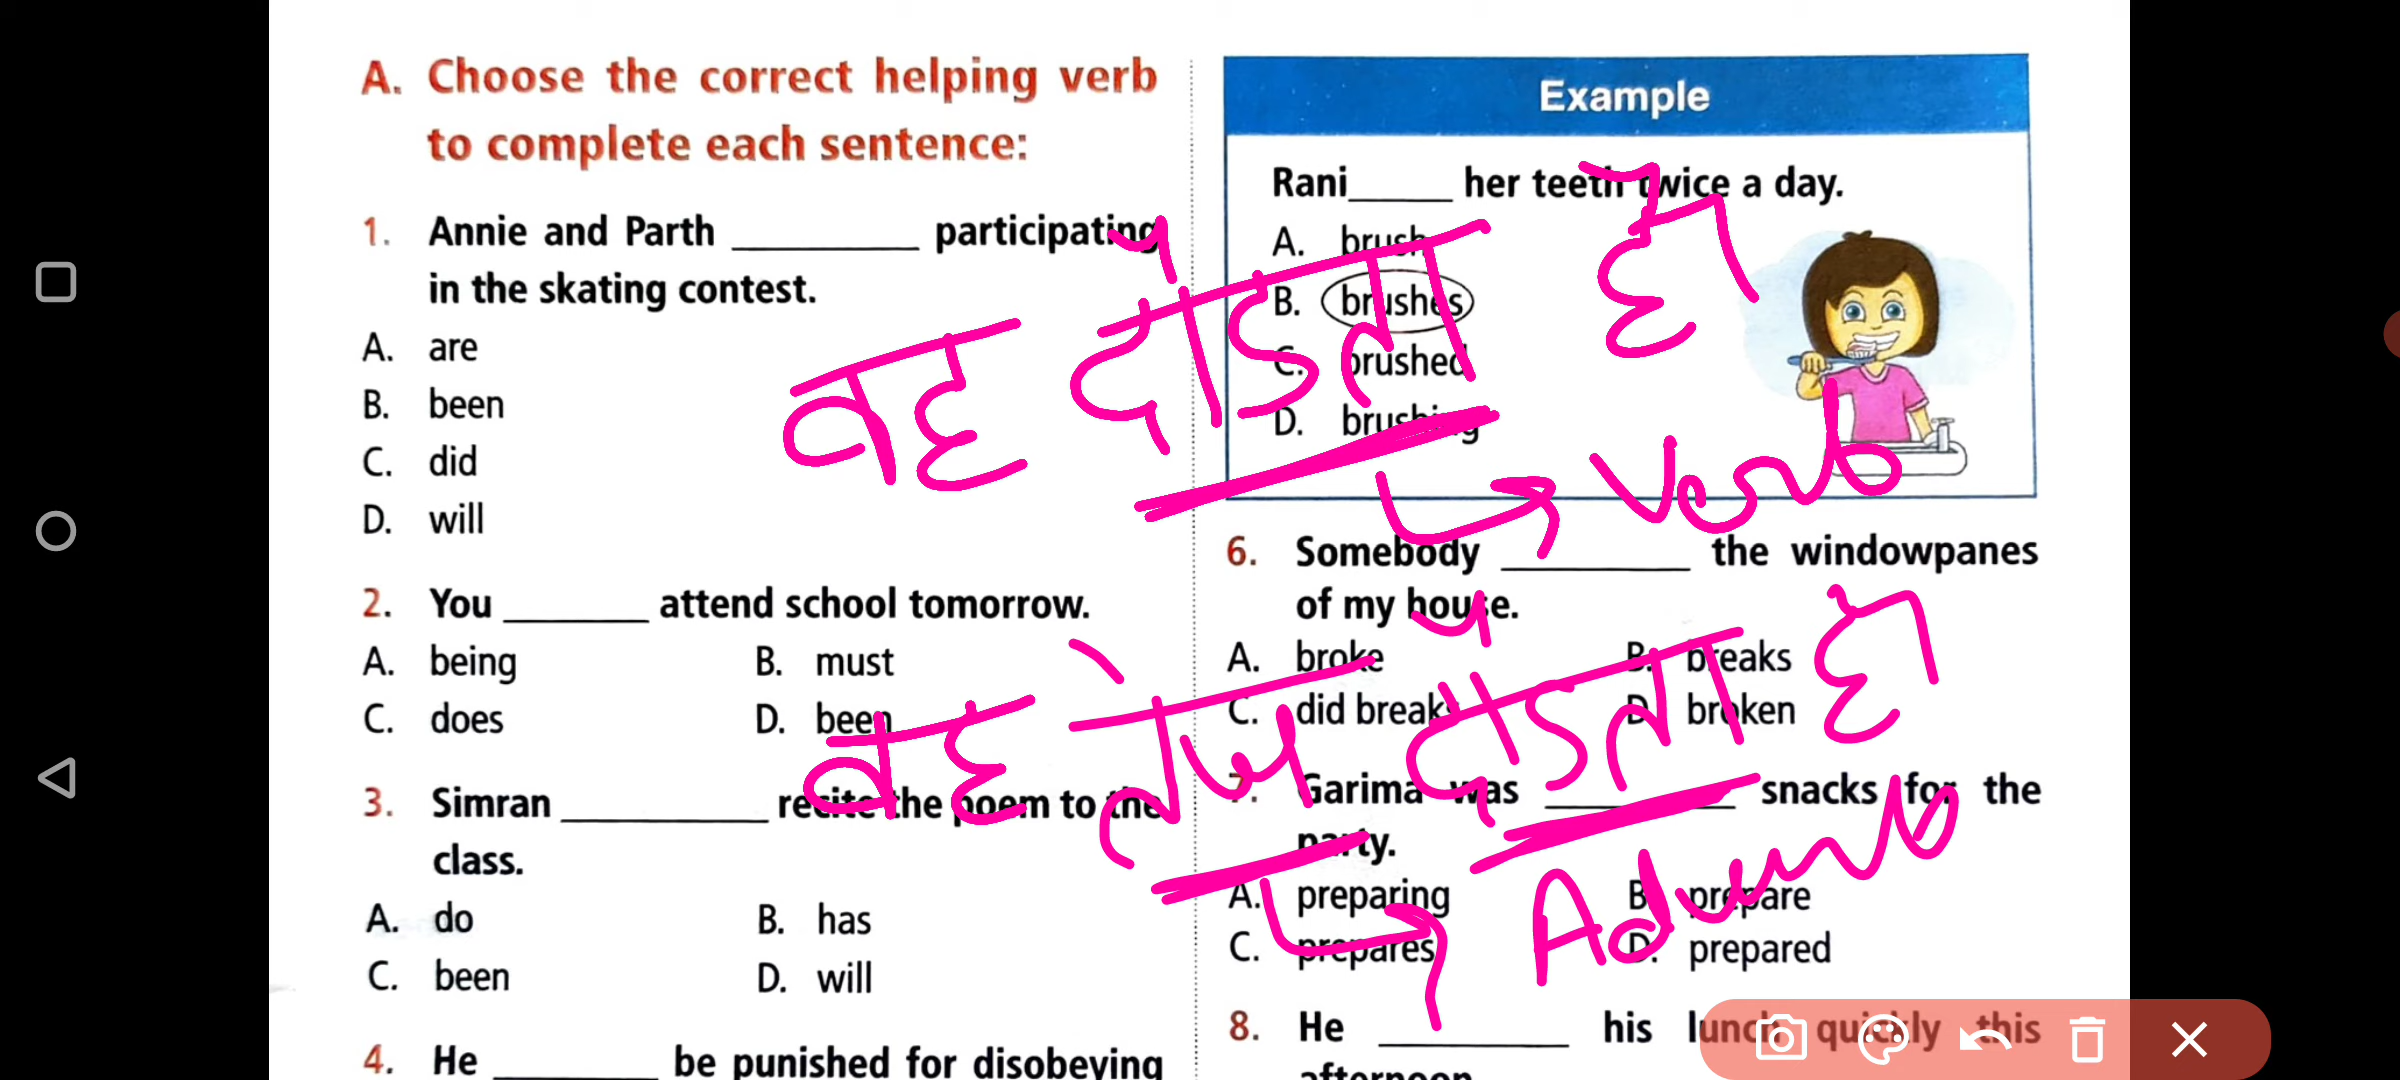 A. Choose the correct helping verb
to complete each sentence:
1. Annie and Parth ________ participating
in the skating contest.
A. are
B. been
C. did
D. will
2. You ________ attend school tomorrow.
A. being B. must
C. does D. been
3. Simran ________ recite the poem to the
class.
A. do B. has
C. been D. will
4. He ________ be punished for disobeying
Example
Rani_____ her teeth twice a day.
A. brush
B. brushes
C. brushed
D. brushing
6. Somebody ________ the windowpanes
of my house.
A. broke B. breaks
C. did break D. broken
7. Garima was ________ snacks for the
party.
A. preparing B. prepare
C. prepares D. prepared
8. He ________ his lunch quickly this
afternoon
वह दौडता है
Verb
वह तेज दौडता है
Adverb